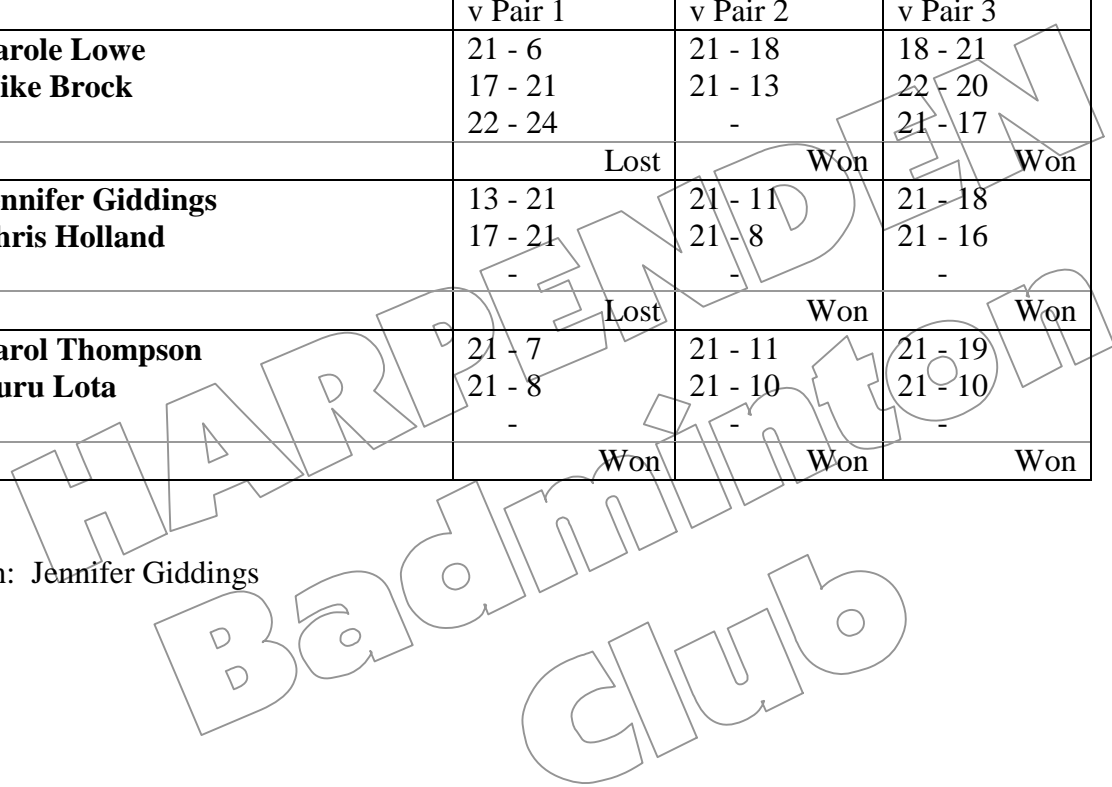 v Pair 1 v Pair 2 v Pair 3
arole Lowe 21 - 6 21 - 18 18 - 21
ike Brock 17 - 21 21 - 13 22 - 20
22 - 24 - 21 - 17
Lost Won Won
nnifer Giddings 13 - 21 21 - 11 21 - 18
hris Holland 17 - 21 21 - 8 21 - 16
- - -
Lost Won Won
arol Thompson 21 - 7 21 - 11 21 - 19
uru Lota 21 - 8 21 - 10 21 - 10
- - -
Won Won Won
n: Jennifer Giddings
HARPENDEN
Badminton
Club